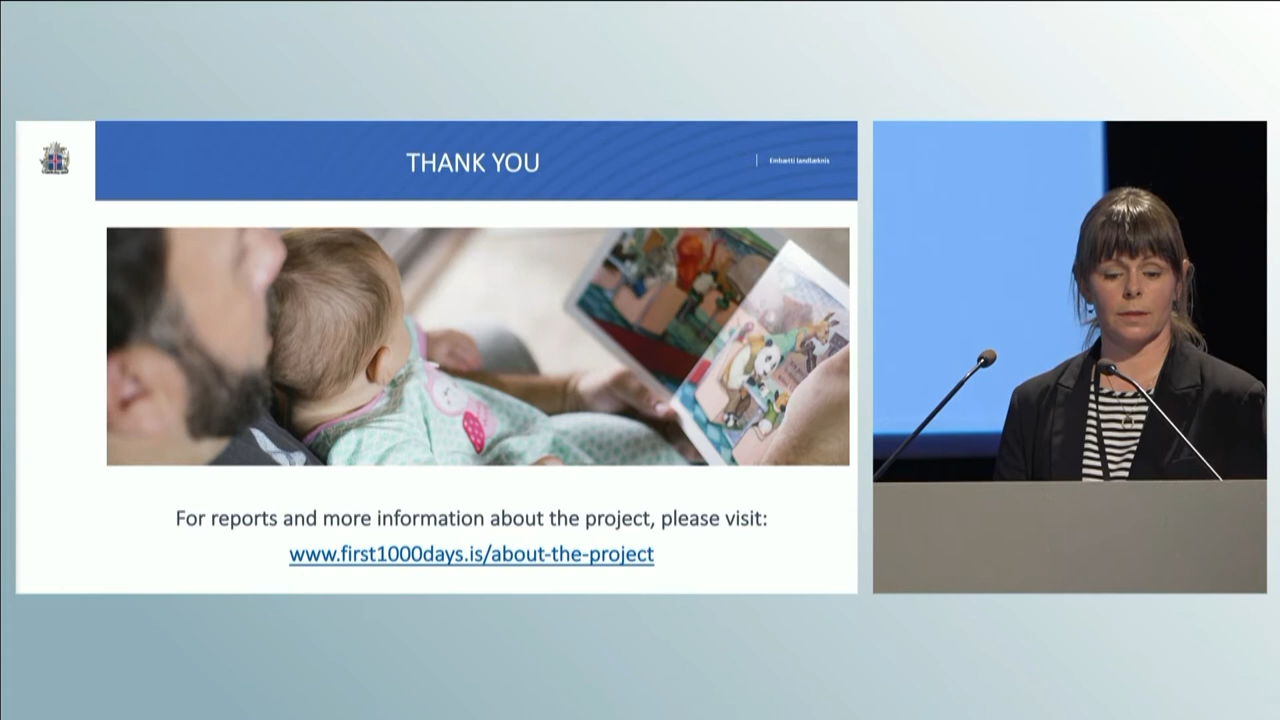 THANK YOU
Embætti landlæknis
For reports and more information about the project, please visit:
www.first1000days.is/about-the-project